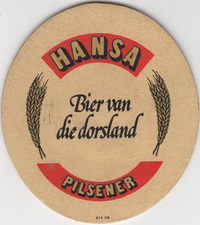 HANSA
Bier van
die dorsland
PILSENER